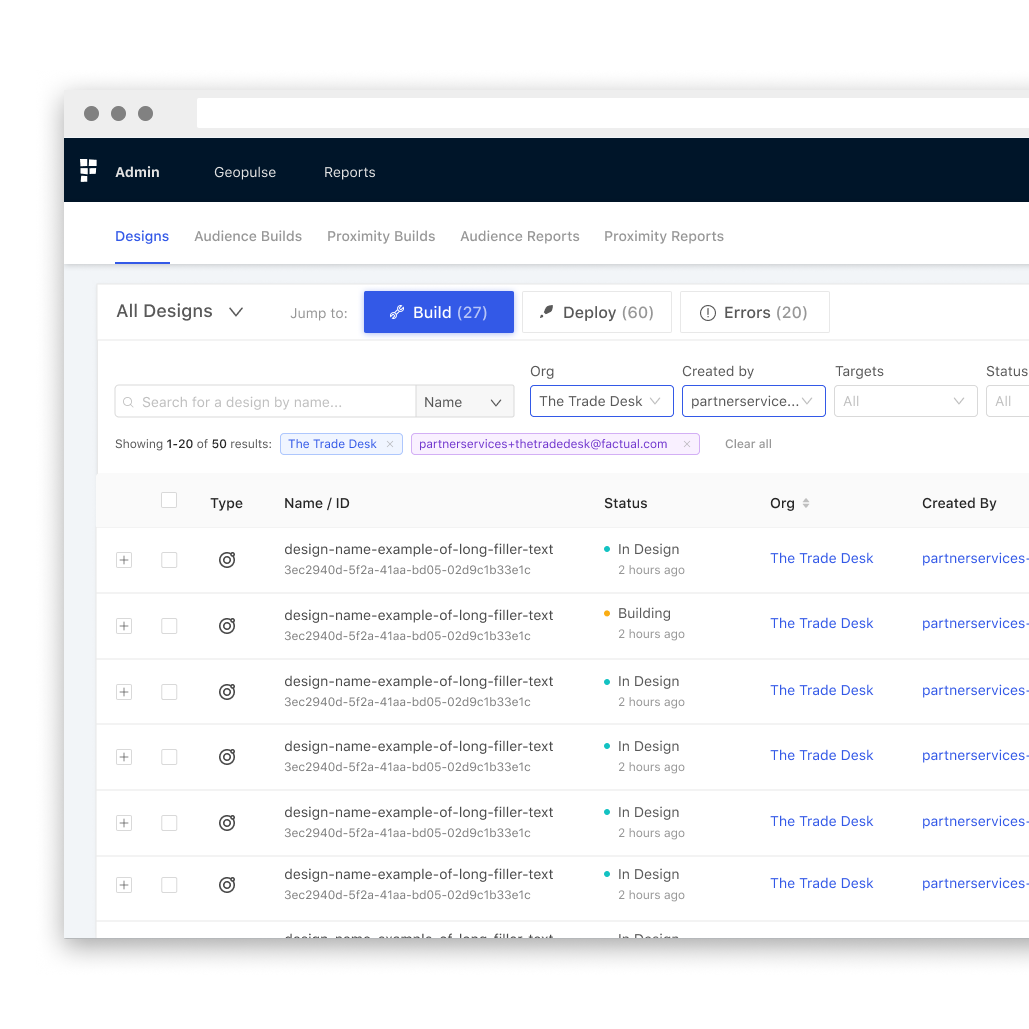 Admin Geopulse Reports
Designs Audience Builds Proximity Builds Audience Reports Proximity Reports
All Designs Jump to: Build (27) Deploy (60) Errors (20)
Org Created by Targets Status
Search for a design by name... Name The Trade Desk partnerservice... All All
Showing 1-20 of 50 results: The Trade Desk × partnerservices+thetradedesk@factual.com × Clear all
Type Name / ID Status Org Created By
design-name-example-of-long-filler-text In Design
3ec2940d-5f2a-41aa-bd05-02d9c1b33e1c 2 hours ago The Trade Desk partnerservices-
design-name-example-of-long-filler-text Building
3ec2940d-5f2a-41aa-bd05-02d9c1b33e1c 2 hours ago The Trade Desk partnerservices-
design-name-example-of-long-filler-text In Design
3ec2940d-5f2a-41aa-bd05-02d9c1b33e1c 2 hours ago The Trade Desk partnerservices-
design-name-example-of-long-filler-text In Design
3ec2940d-5f2a-41aa-bd05-02d9c1b33e1c 2 hours ago The Trade Desk partnerservices-
design-name-example-of-long-filler-text In Design
3ec2940d-5f2a-41aa-bd05-02d9c1b33e1c 2 hours ago The Trade Desk partnerservices-
design-name-example-of-long-filler-text In Design
3ec2940d-5f2a-41aa-bd05-02d9c1b33e1c 2 hours ago The Trade Desk partnerservices-
design-name-example-of-long-filler-text In Design